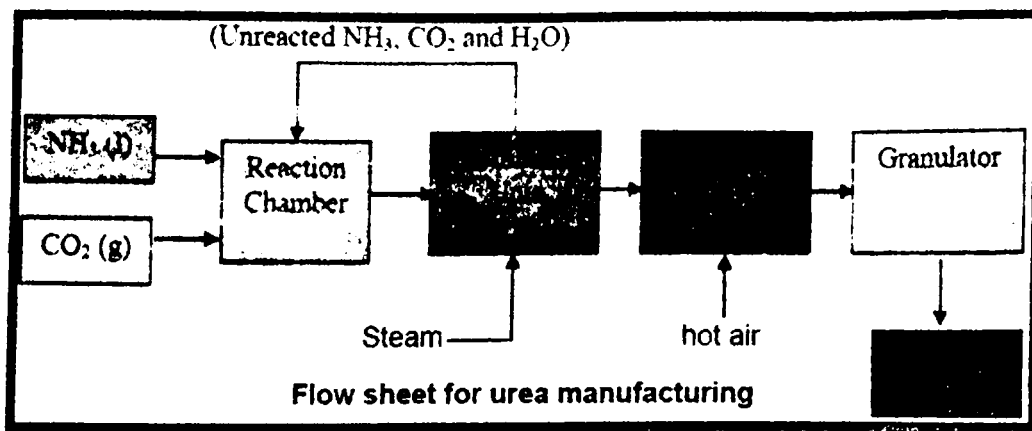 (Unreacted NH₃, CO₂ and H₂O)
NH₃ (l)
Reaction
Chamber
Granulator
CO₂ (g)
Steam
hot air
Flow sheet for urea manufacturing